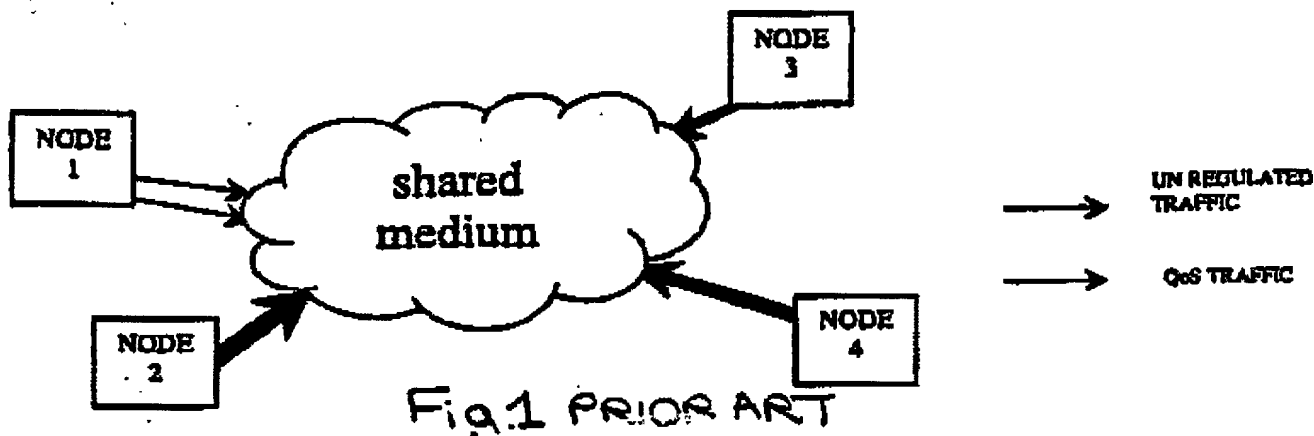 NODE
3
NODE
1
shared
medium
UN REGULATED
TRAFFIC
QoS TRAFFIC
NODE
2
NODE
4
Fig.1 PRIOR ART